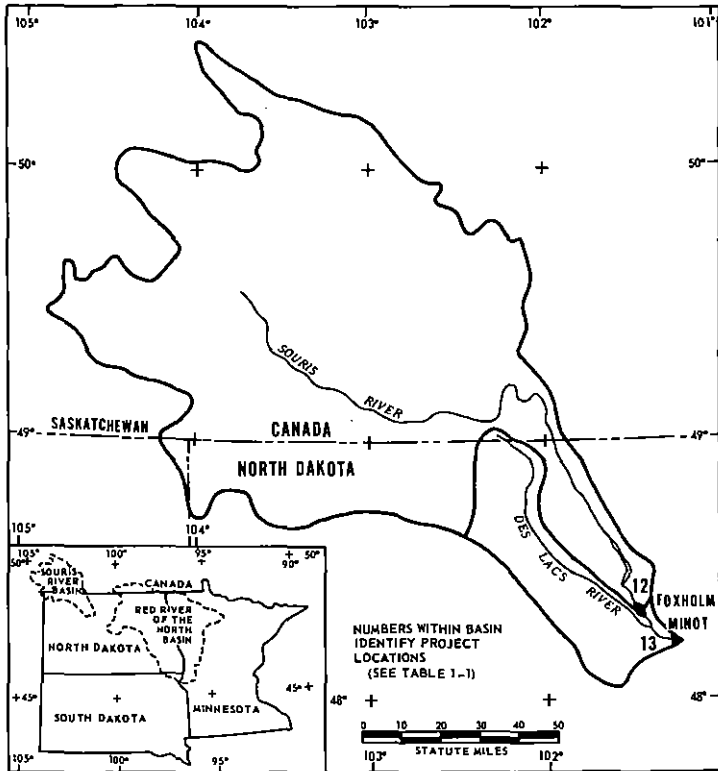 105° 104° 103° 102° 101°
50° 50°
SOURIS
RIVER
SASKATCHEWAN CANADA
49° 49°
NORTH DAKOTA
105° 104°
DES LACS
RIVER
12
FOXHOLM
MINOT
13
NUMBERS WITHIN BASIN
IDENTIFY PROJECT
LOCATIONS
(SEE TABLE 1-1)
48° 48°
0 10 20 30 40 50
STATUTE MILES
103° 102°
105° 100° 95° 90° 50°
50°
SOURIS
RIVER
BASIN
CANADA
RED RIVER
OF THE
NORTH
BASIN
NORTH DAKOTA
45° 45°
MINNESOTA
SOUTH DAKOTA
105° 100° 95°